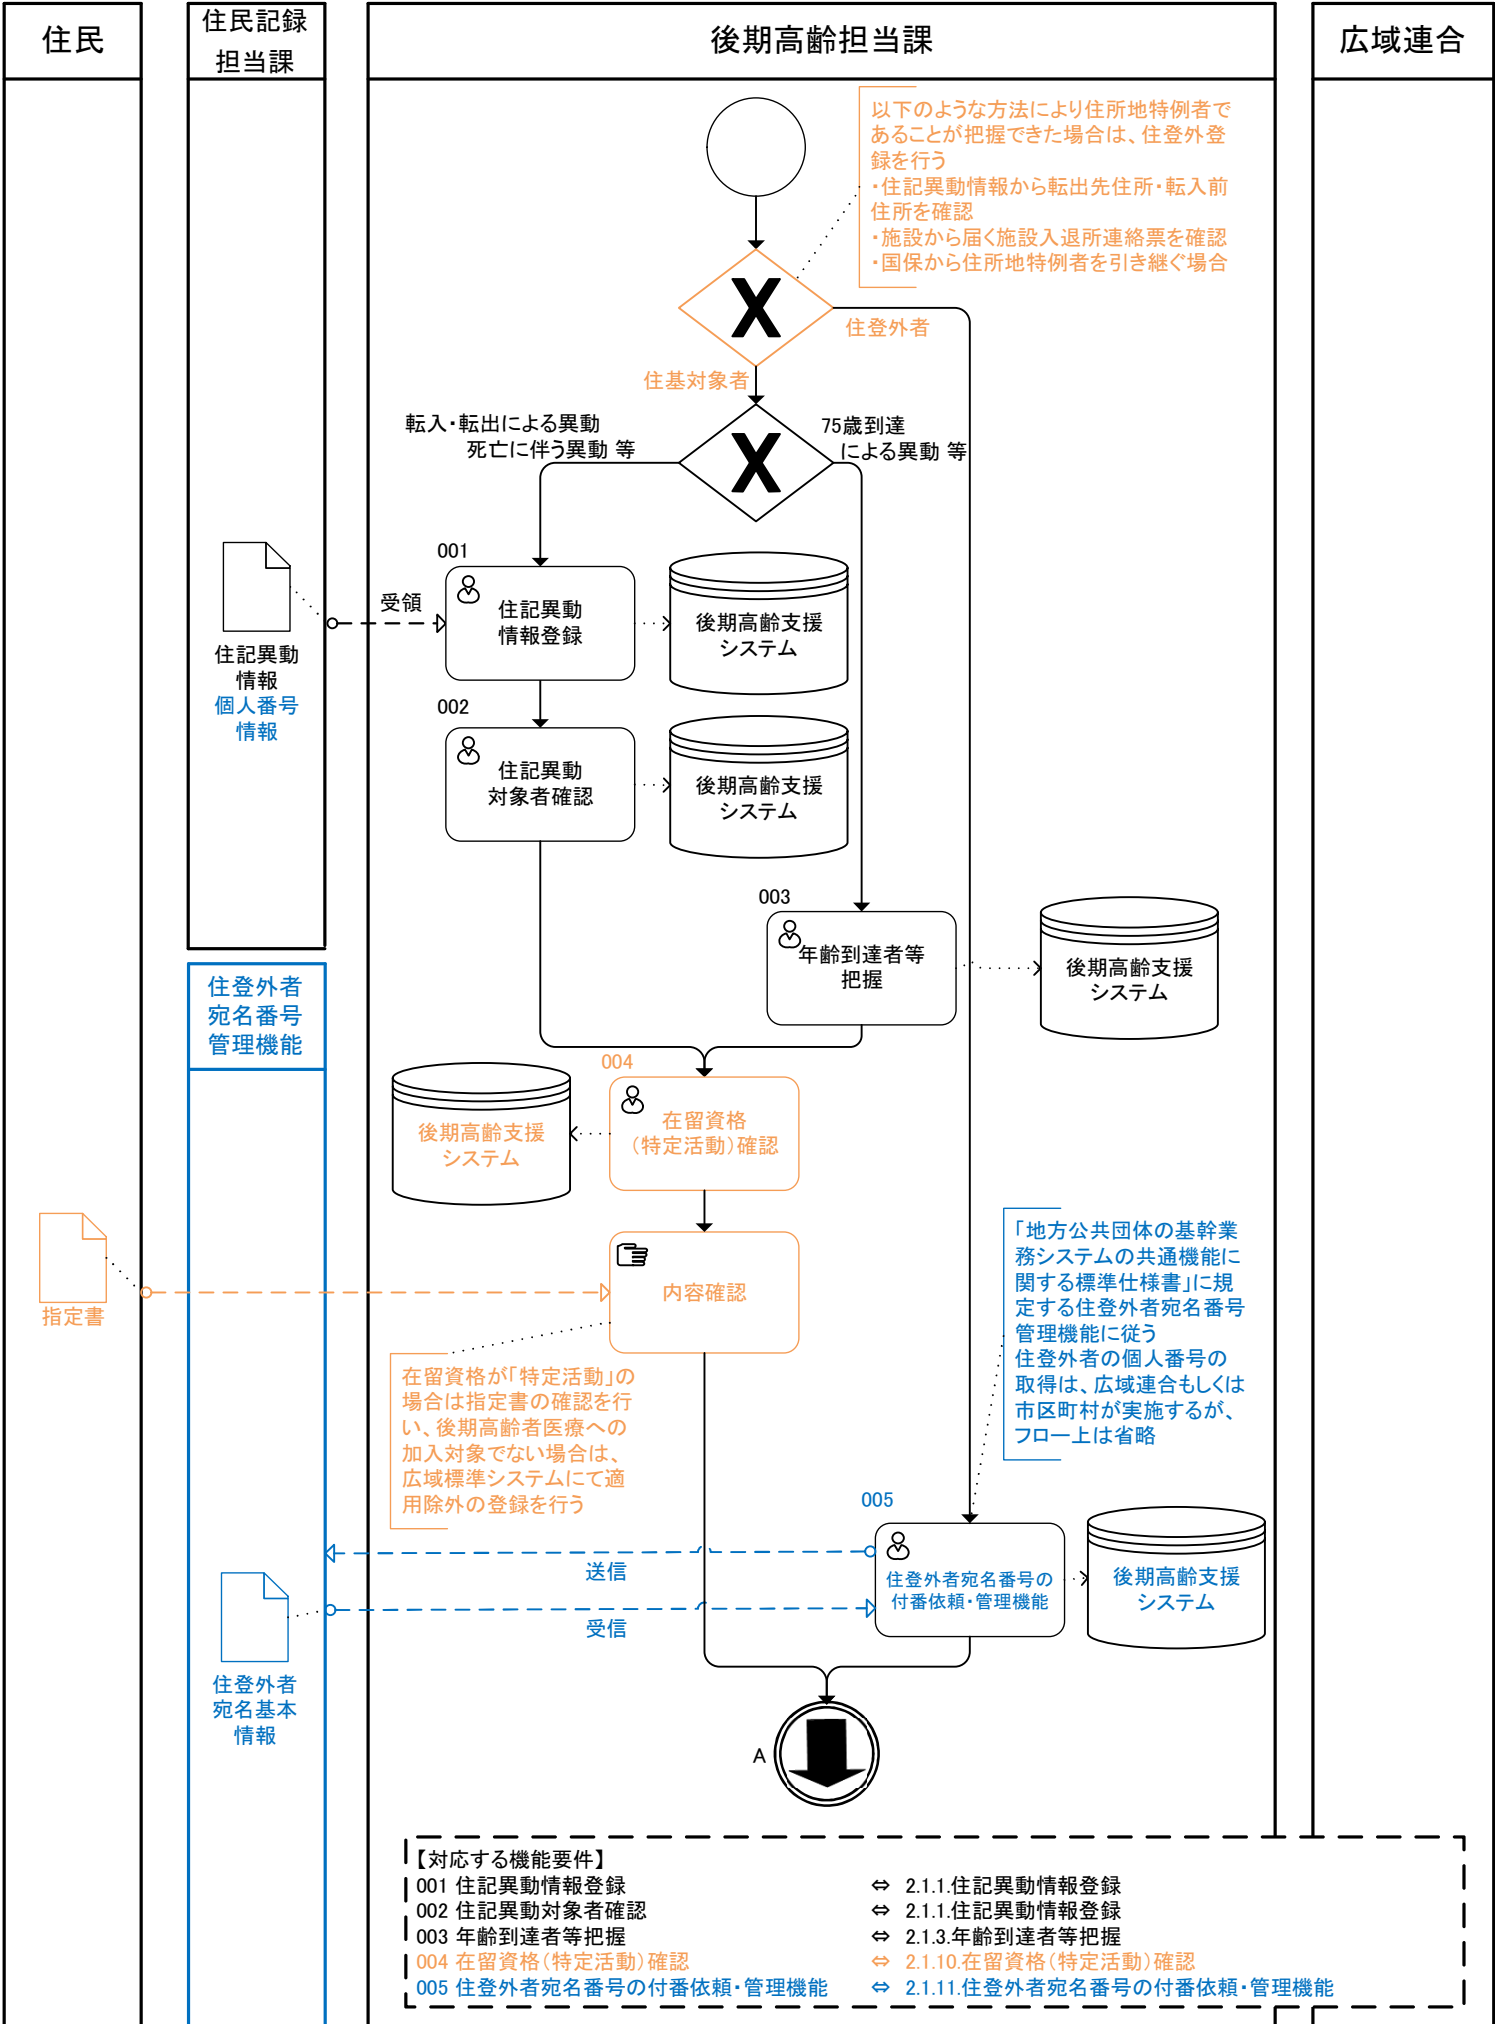 住民
住民記録
担当課
後期高齢担当課
広域連合
以下のような方法により住所地特例者で
あることが把握できた場合は、住登外登
録を行う
・住記異動情報から転出先住所・転入前
住所を確認
・施設から届く施設入退所連絡票を確認
・国保から住所地特例者を引き継ぐ場合
X
住登外者
住基対象者
転入・転出による異動
死亡に伴う異動 等
X
75歳到達
による異動 等
001
住記異動
情報登録
後期高齢支援
システム
受領
住記異動
情報
個人番号
情報
002
住記異動
対象者確認
後期高齢支援
システム
003
年齢到達者等
把握
後期高齢支援
システム
住登外者
宛名番号
管理機能
004
在留資格
(特定活動)確認
後期高齢支援
システム
指定書
内容確認
在留資格が「特定活動」の
場合は指定書の確認を行
い、後期高齢者医療への
加入対象でない場合は、
広域標準システムにて適
用除外の登録を行う
「地方公共団体の基幹業
務システムの共通機能に
関する標準仕様書」に規
定する住登外者宛名番号
管理機能に従う
住登外者の個人番号の
取得は、広域連合もしくは
市区町村が実施するが、
フロー上は省略
005
住登外者宛名番号の
付番依頼・管理機能
後期高齢支援
システム
送信
受信
住登外者
宛名基本
情報
A
【対応する機能要件】
001 住記異動情報登録 ⇔ 2.1.1.住記異動情報登録
002 住記異動対象者確認 ⇔ 2.1.1.住記異動情報登録
003 年齢到達者等把握 ⇔ 2.1.3.年齢到達者等把握
004 在留資格(特定活動)確認 ⇔ 2.1.10.在留資格(特定活動)確認
005 住登外者宛名番号の付番依頼・管理機能 ⇔ 2.1.11.住登外者宛名番号の付番依頼・管理機能